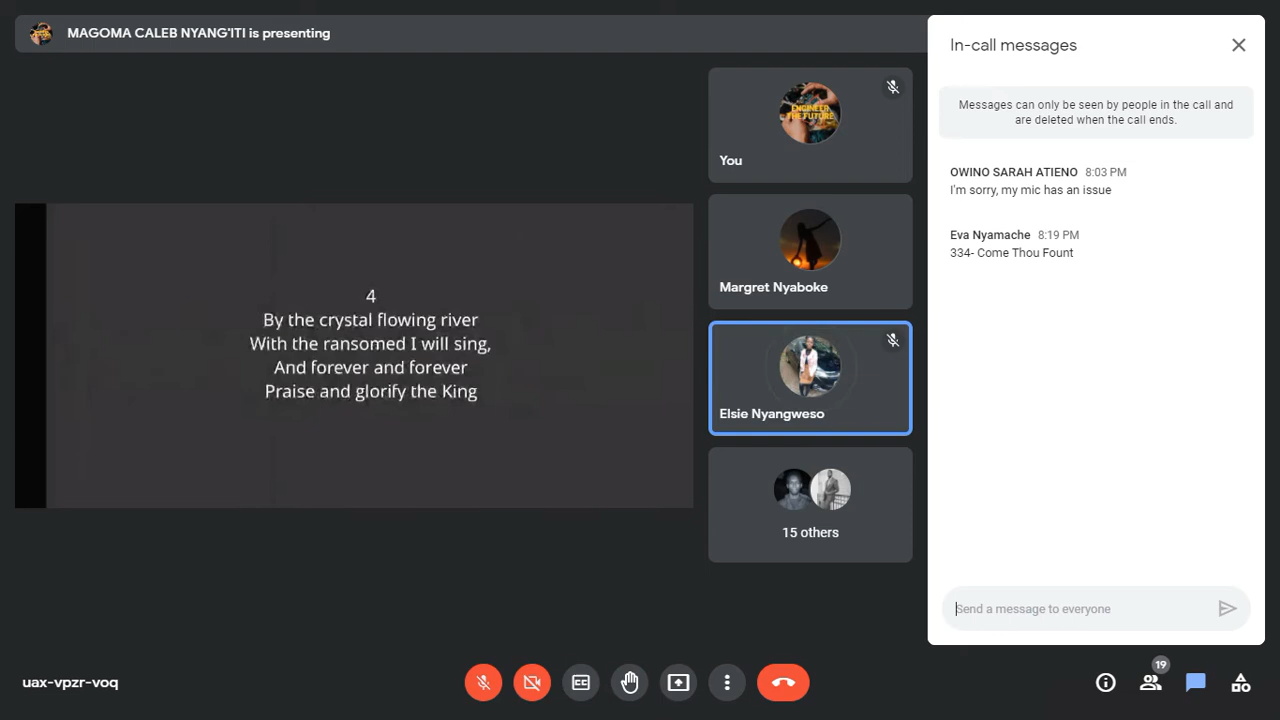 MAGOMA CALEB NYANG'ITI is presenting
4
By the crystal flowing river
With the ransomed I will sing,
And forever and forever
Praise and glorify the King
ENGINEER
THE FUTURE
You
Margret Nyaboke
Elsie Nyangweso
15 others
In-call messages
Messages can only be seen by people in the call and
are deleted when the call ends.
OWINO SARAH ATIENO 8:03 PM
I'm sorry, my mic has an issue
Eva Nyamache 8:19 PM
334- Come Thou Fount
Send a message to everyone
uax-vpzr-voq
CC
19